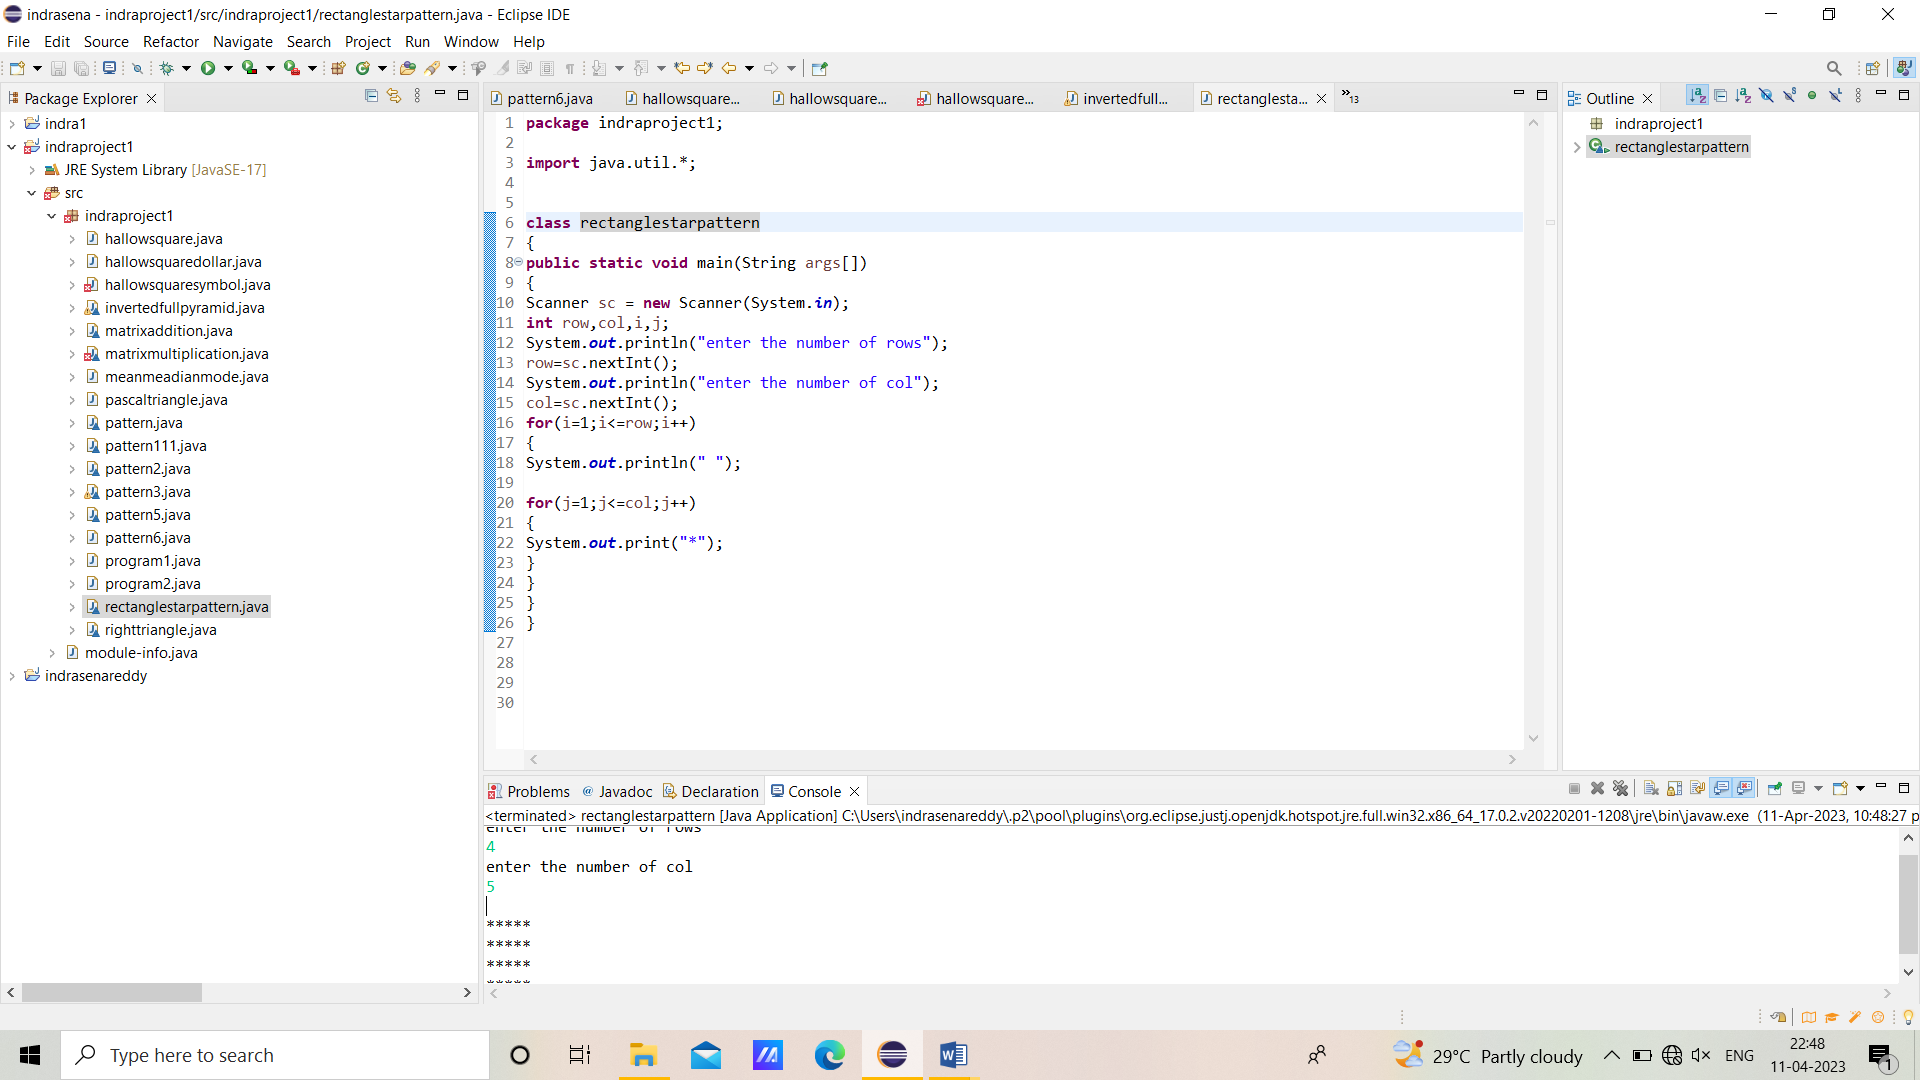 indrasena - indraproject1/src/indraproject1/rectanglestarpattern.java - Eclipse IDE
File Edit Source Refactor Navigate Search Project Run Window Help
Package Explorer
indra1
indraproject1
JRE System Library [JavaSE-17]
src
indraproject1
hallowsquare.java
hallowsquaredollar.java
hallowsquaresymbol.java
invertedfullpyramid.java
matrixaddition.java
matrixmultiplication.java
meanmeadianmode.java
pascaltriangle.java
pattern.java
pattern111.java
pattern2.java
pattern3.java
pattern5.java
pattern6.java
program1.java
program2.java
rectanglestarpattern.java
righttriangle.java
module-info.java
indrasenareddy
pattern6.java hallowsquare... hallowsquare... hallowsquare... invertedfull... rectanglesta... »13
1 package indraproject1;
2
3 import java.util.*;
4
5
6 class rectanglestarpattern
7 {
8 public static void main(String args[])
9 {
10 Scanner sc = new Scanner(System.in);
11 int row,col,i,j;
12 System.out.println("enter the number of rows");
13 row=sc.nextInt();
14 System.out.println("enter the number of col");
15 col=sc.nextInt();
16 for(i=1;i<=row;i++)
17 {
18 System.out.println(" ");
19
20 for(j=1;j<=col;j++)
21 {
22 System.out.print("*");
23 }
24 }
25 }
26 }
27
28
29
30
Outline
indraproject1
rectanglestarpattern
Problems @ Javadoc Declaration Console
<terminated> rectanglestarpattern [Java Application] C:\Users\indrasenareddy\.p2\pool\plugins\org.eclipse.justj.openjdk.hotspot.jre.full.win32.x86_64_17.0.2.v20220201-1208\jre\bin\javaw.exe (11-Apr-2023, 10:48:27 p
enter the number of rows
4
enter the number of col
5
*****
*****
*****
*****
Type here to search
29°C Partly cloudy
ENG
22:48
11-04-2023
1